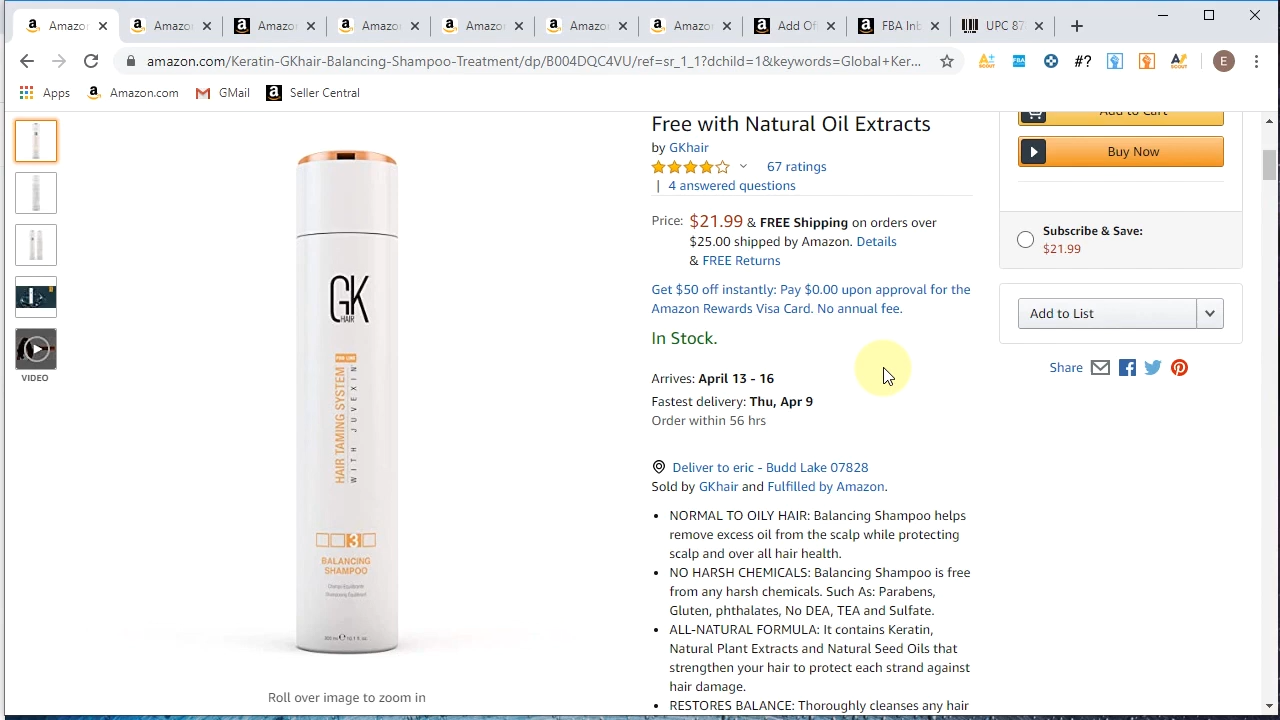 Amazon
Amazon
Keratin
Amazon
Amazon
Amazon
Amazon
Add Off
FBA Inb
UPC 87
amazon.com/Keratin-GKhair-Balancing-Shampoo-Treatment/dp/B004DQC4VU/ref=sr_1_1?dchild=1&keywords=Global+Ker...
E
Apps
Amazon.com
GMail
Seller Central
Free with Natural Oil Extracts
by GKhair
67 ratings
| 4 answered questions
Price: $21.99 & FREE Shipping on orders over
$25.00 shipped by Amazon. Details
& FREE Returns
Get $50 off instantly: Pay $0.00 upon approval for the
Amazon Rewards Visa Card. No annual fee.
In Stock.
Arrives: April 13 - 16
Fastest delivery: Thu, Apr 9
Order within 56 hrs
Deliver to eric - Budd Lake 07828
Sold by GKhair and Fulfilled by Amazon.
• NORMAL TO OILY HAIR: Balancing Shampoo helps
remove excess oil from the scalp while protecting
scalp and over all hair health.
• NO HARSH CHEMICALS: Balancing Shampoo is free
from any harsh chemicals. Such As: Parabens,
Gluten, phthalates, No DEA, TEA and Sulfate.
• ALL-NATURAL FORMULA: It contains Keratin,
Natural Plant Extracts and Natural Seed Oils that
strengthen your hair to protect each strand against
hair damage.
• RESTORES BALANCE: Thoroughly cleanses any hair
Add to Cart
Buy Now
Subscribe & Save:
$21.99
Add to List
Share
VIDEO
GK
HAIR
PRO LINE
HAIR TAMING SYSTEM
WITH JUVEXIN
3
BALANCING
SHAMPOO
Roll over image to zoom in